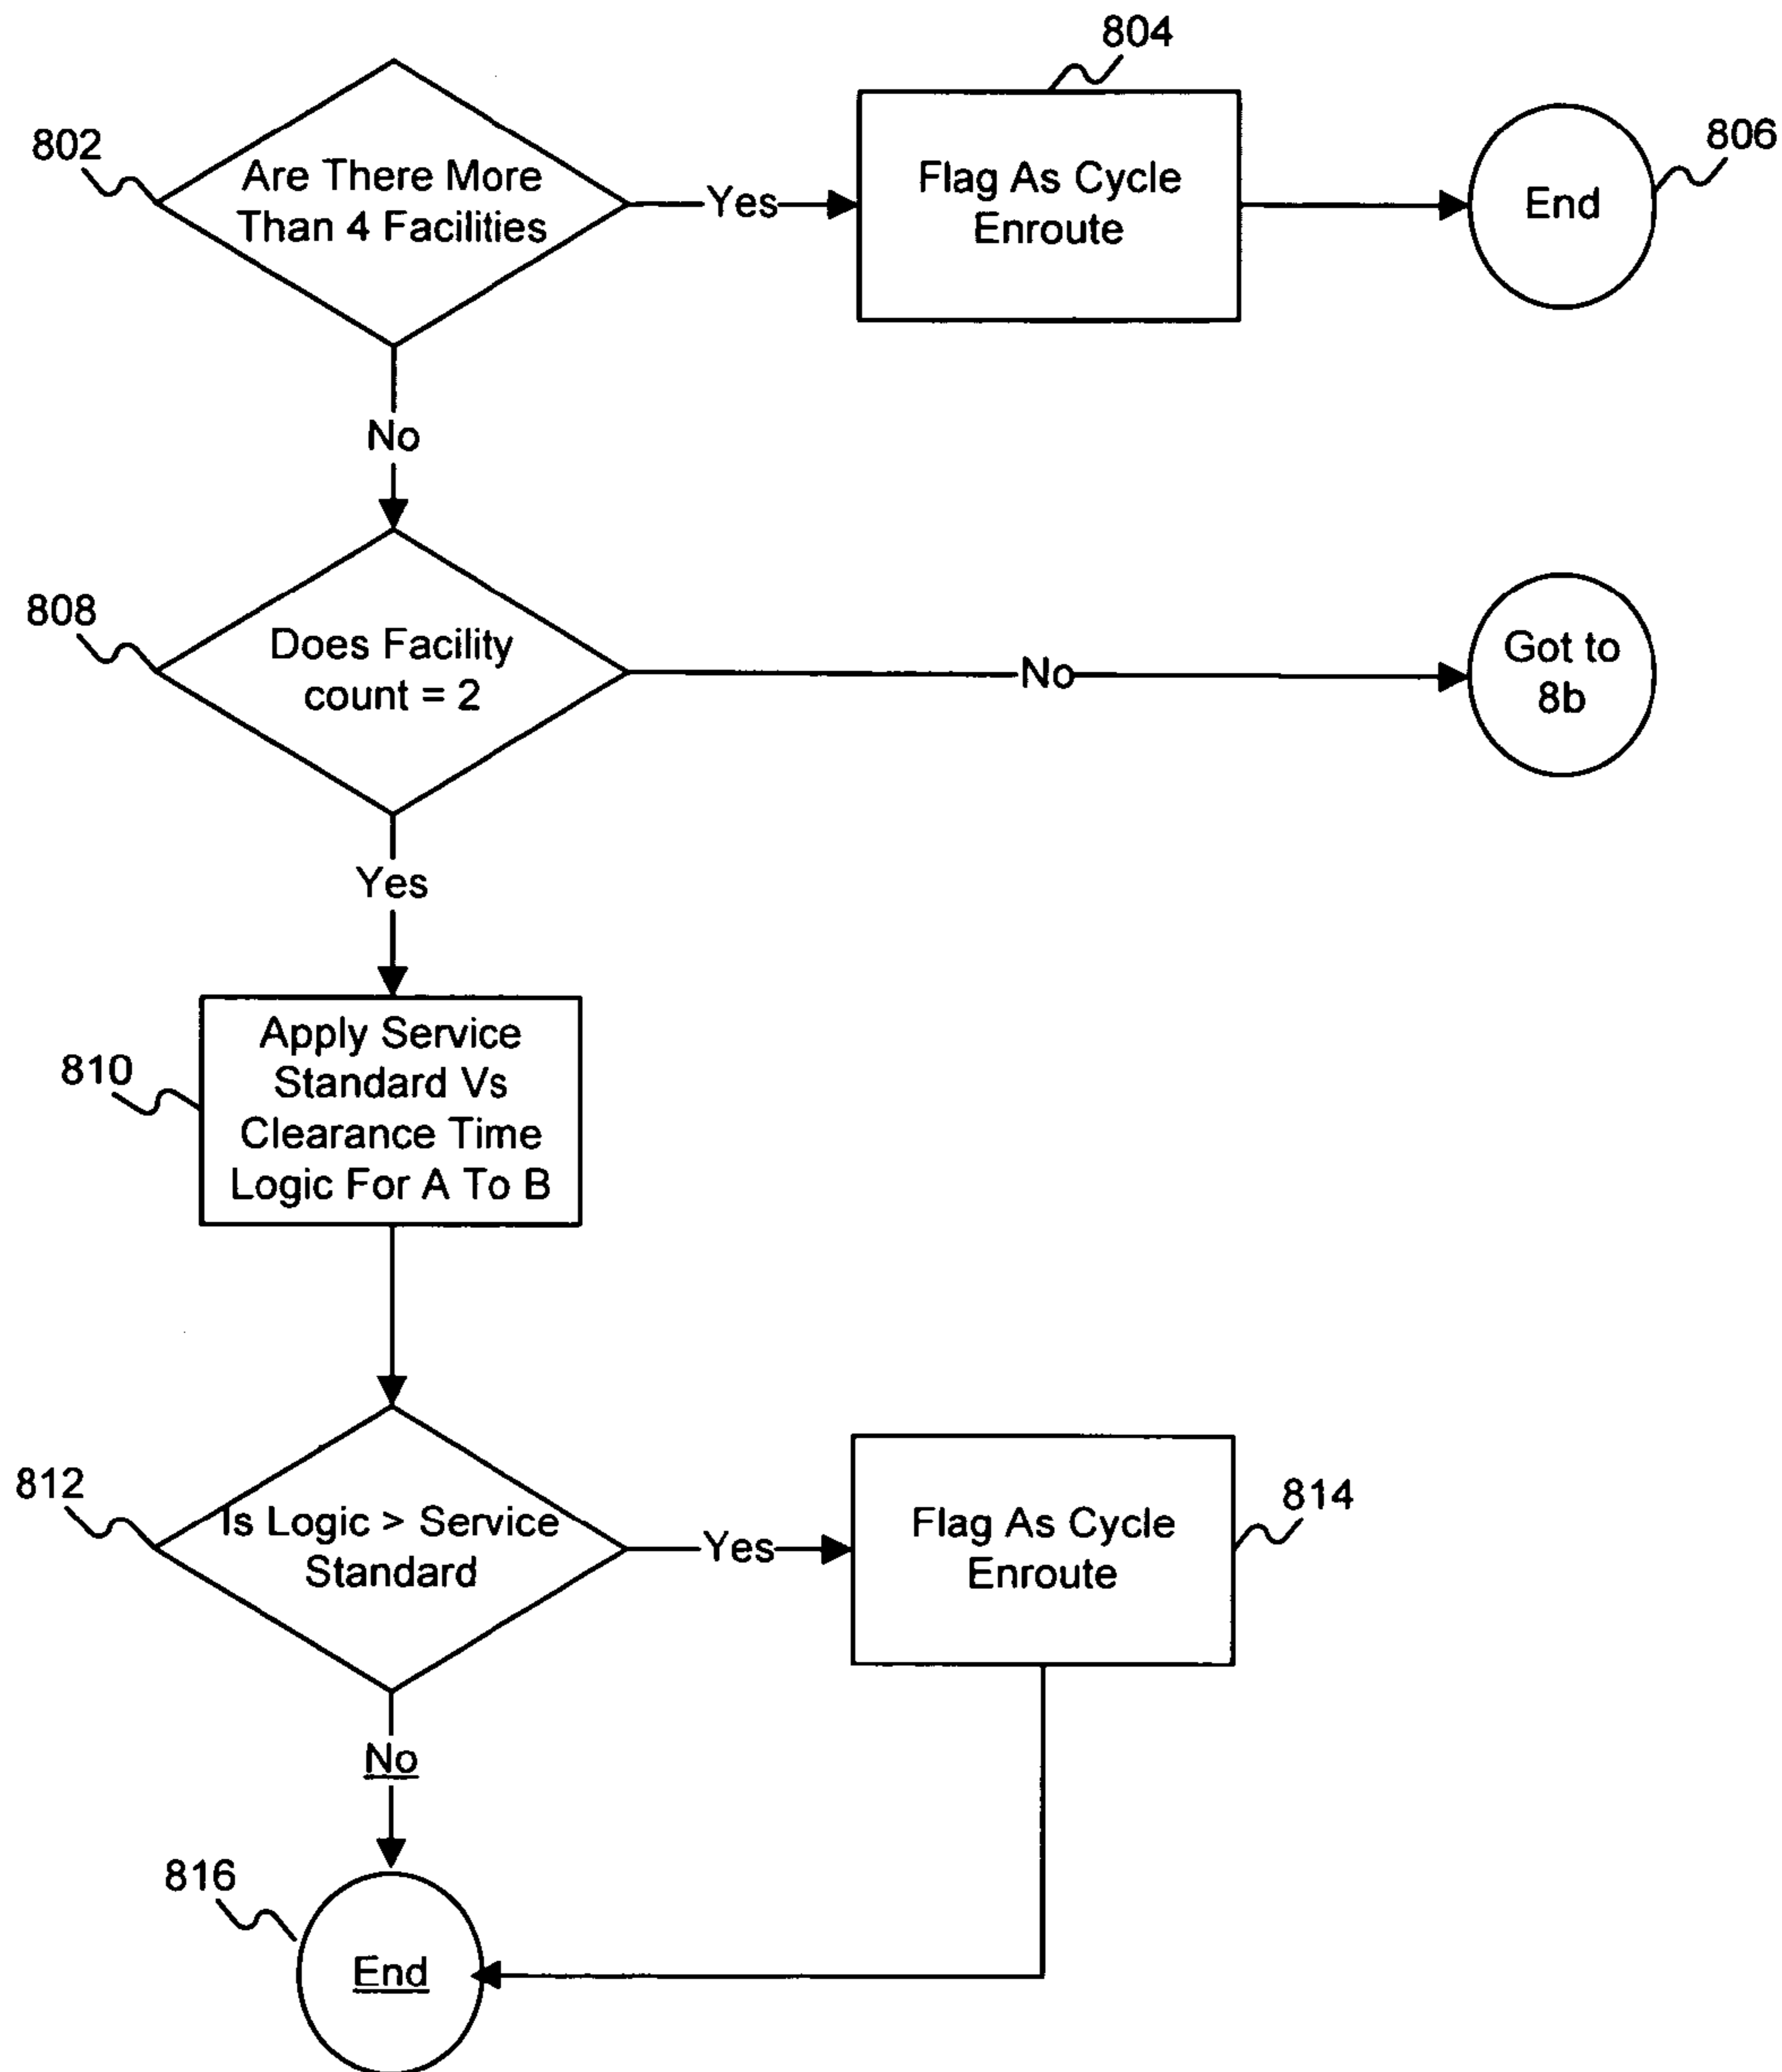 804
802
Are There More
Than 4 Facilities
Yes
Flag As Cycle
Enroute
End
806
No
808
Does Facility
count = 2
No
Got to
8b
Yes
810
Apply Service
Standard Vs
Clearance Time
Logic For A To B
812
Is Logic > Service
Standard
Yes
Flag As Cycle
Enroute
814
No
816
End